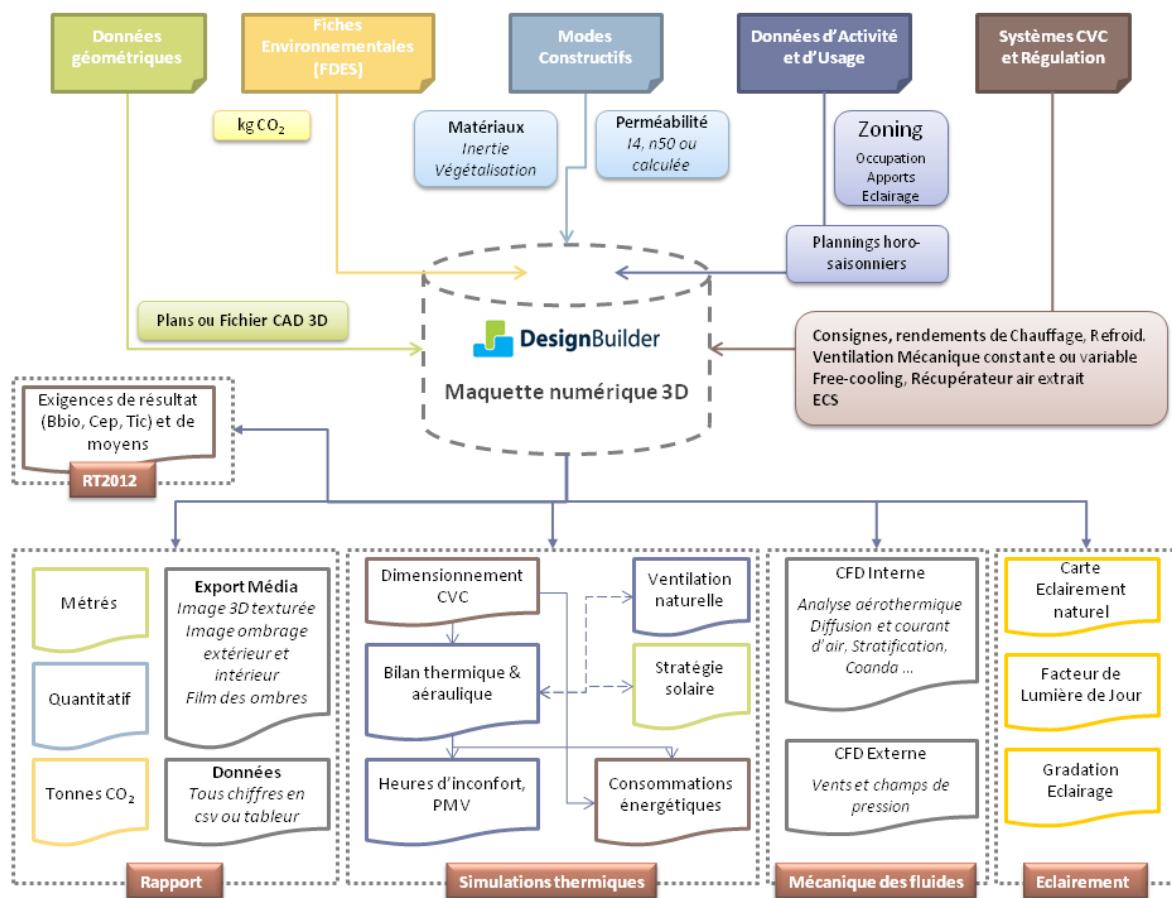 Données
géométriques
Fiches
Environnementales
(FDES)
Modes
Constructifs
Données d'Activité
et d'Usage
Systèmes CVC
et Régulation
kg CO₂
Matériaux
Inertie
Végétalisation
Perméabilité
I4, n50 ou
calculée
Zoning
Occupation
Apports
Eclairage
Plannings horo-
saisonniers
Plans ou Fichier CAD 3D
DesignBuilder
Maquette numérique 3D
Consignes, rendements de Chauffage, Refroid.
Ventilation Mécanique constante ou variable
Free-cooling, Récupérateur air extrait
ECS
Exigences de résultat
(Bbio, Cep, Tic) et de
moyens
RT2012
Métrés
Quantitatif
Tonnes CO₂
Export Média
Image 3D texturée
Image ombrage
extérieur et
intérieur
Film des ombres
Données
Tous chiffres en
csv ou tableur
Rapport
Dimensionnement
CVC
Bilan thermique &
aéraulique
Heures d'inconfort,
PMV
Ventilation
naturelle
Stratégie
solaire
Consommations
énergétiques
Simulations thermiques
CFD Interne
Analyse aérothermique
Diffusion et courant
d'air, Stratification,
Coanda ...
CFD Externe
Vents et champs de
pression
Mécanique des fluides
Carte
Eclairement
naturel
Facteur de
Lumière de Jour
Gradation
Eclairage
Eclairement